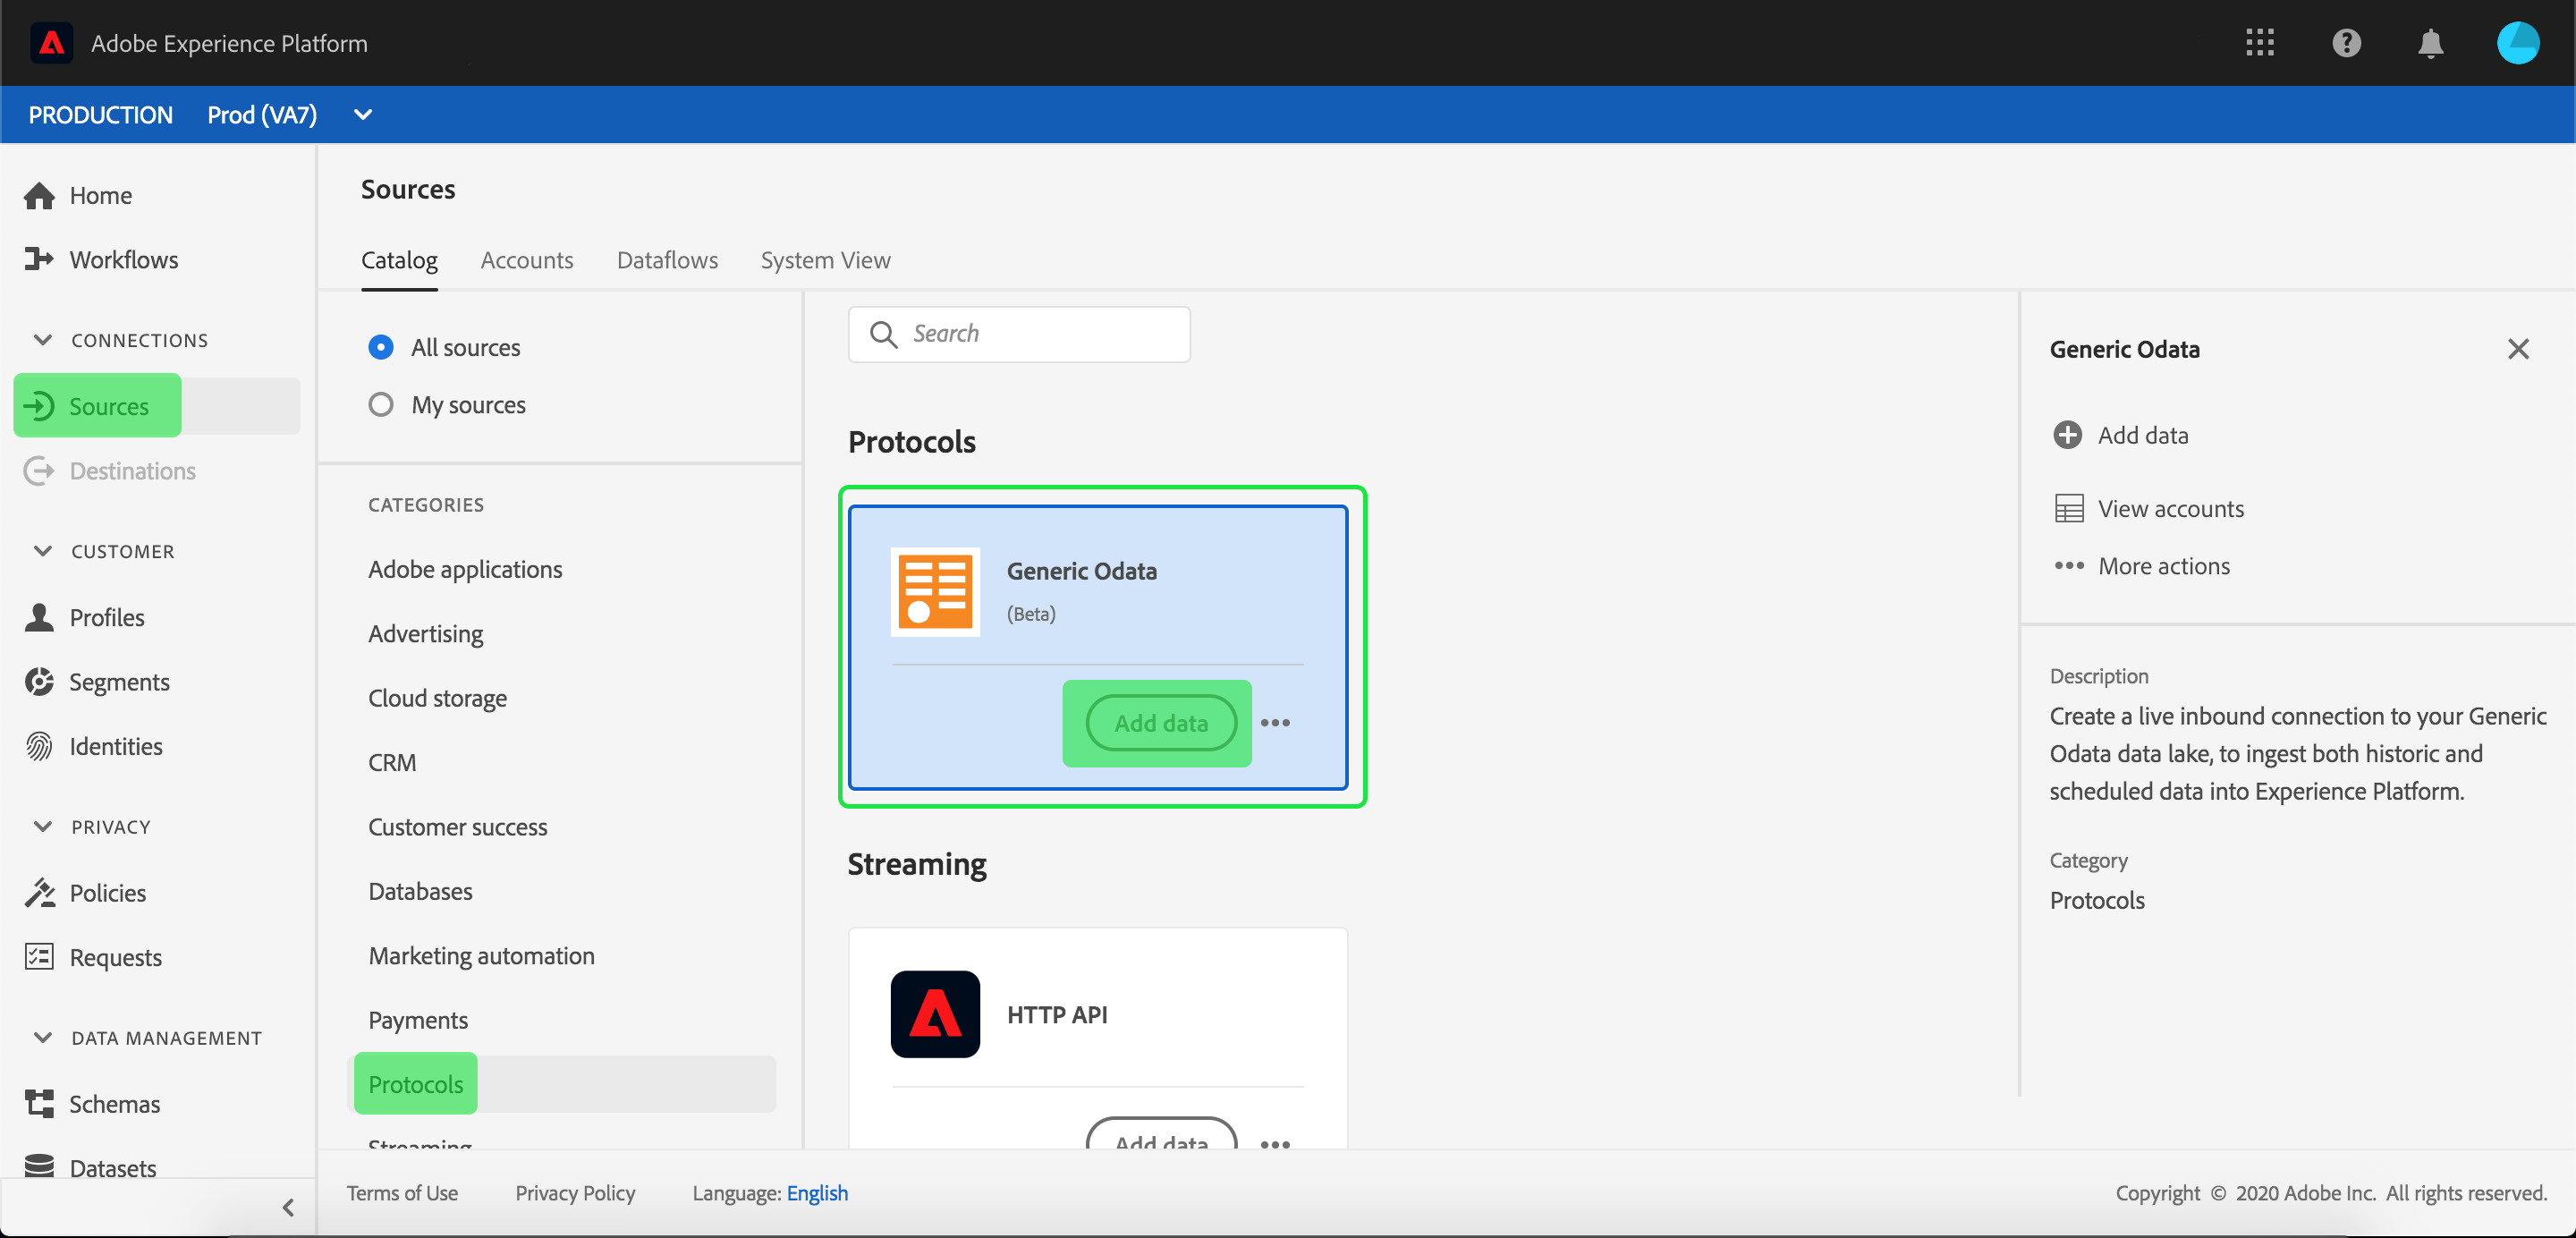 Adobe Experience Platform
PRODUCTION Prod (VA7)
Home
Workflows
CONNECTIONS
Sources
Destinations
CUSTOMER
Profiles
Segments
Identities
PRIVACY
Policies
Requests
DATA MANAGEMENT
Schemas
Datasets
Sources
Catalog Accounts Dataflows System View
All sources
My sources
CATEGORIES
Adobe applications
Advertising
Cloud storage
CRM
Customer success
Databases
Marketing automation
Payments
Protocols
Streaming
Search
Protocols
Generic Odata
(Beta)
Add data
Streaming
HTTP API
Add data
Generic Odata
Add data
View accounts
More actions
Description
Create a live inbound connection to your Generic
Odata data lake, to ingest both historic and
scheduled data into Experience Platform.
Category
Protocols
Terms of Use Privacy Policy Language: English Copyright © 2020 Adobe Inc. All rights reserved.